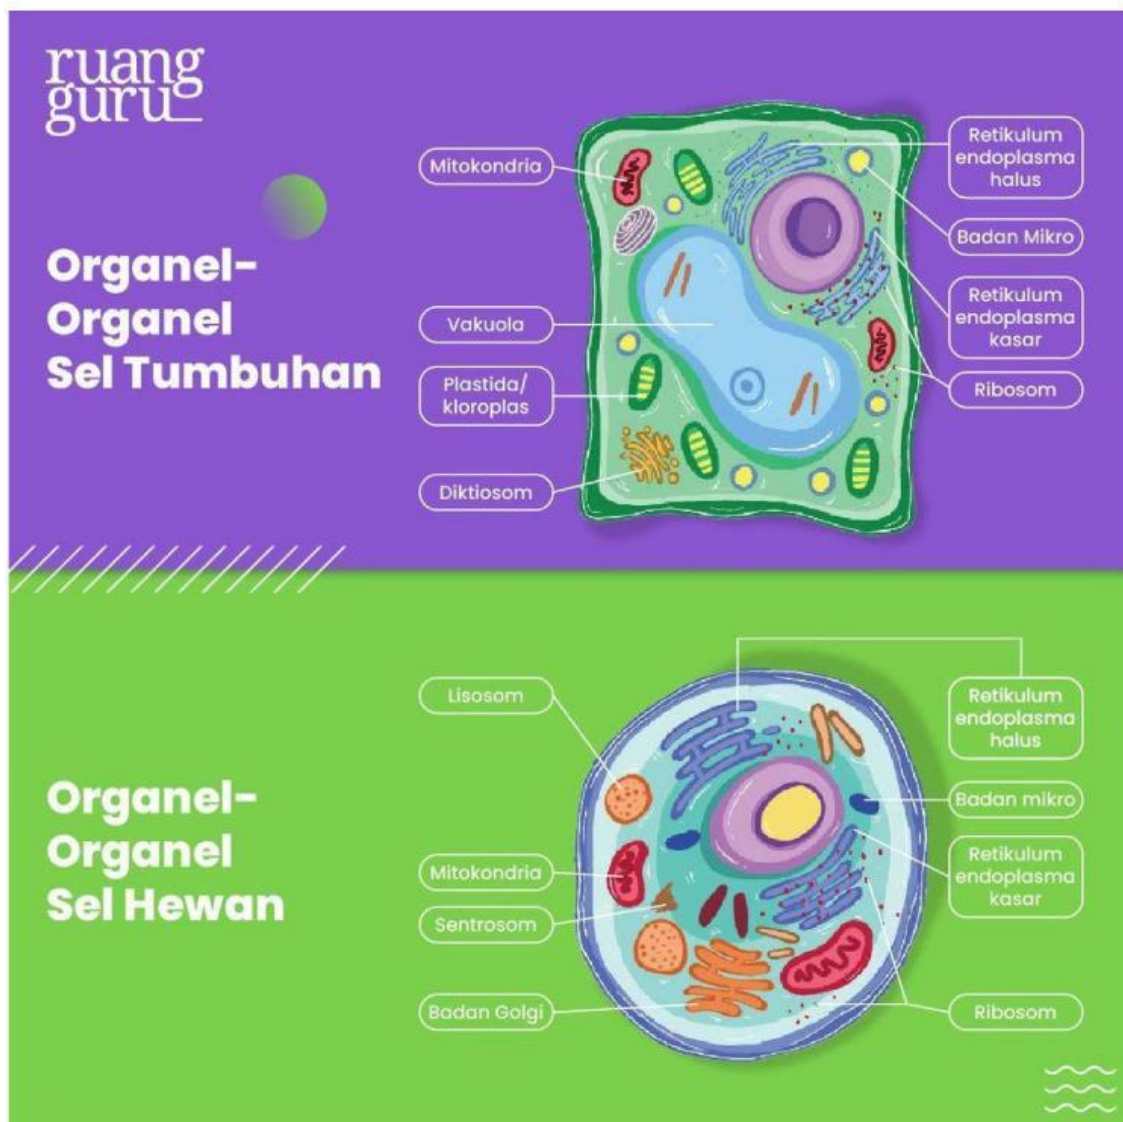 ruang
guru
Organel-
Organel
Sel Tumbuhan
Mitokondria
Vakuola
Plastida/
kloroplas
Diktiosom
Retikulum
endoplasma
halus
Badan Mikro
Retikulum
endoplasma
kasar
Ribosom
Organel-
Organel
Sel Hewan
Lisosom
Mitokondria
Sentrosom
Badan Golgi
Retikulum
endoplasma
halus
Badan mikro
Retikulum
endoplasma
kasar
Ribosom